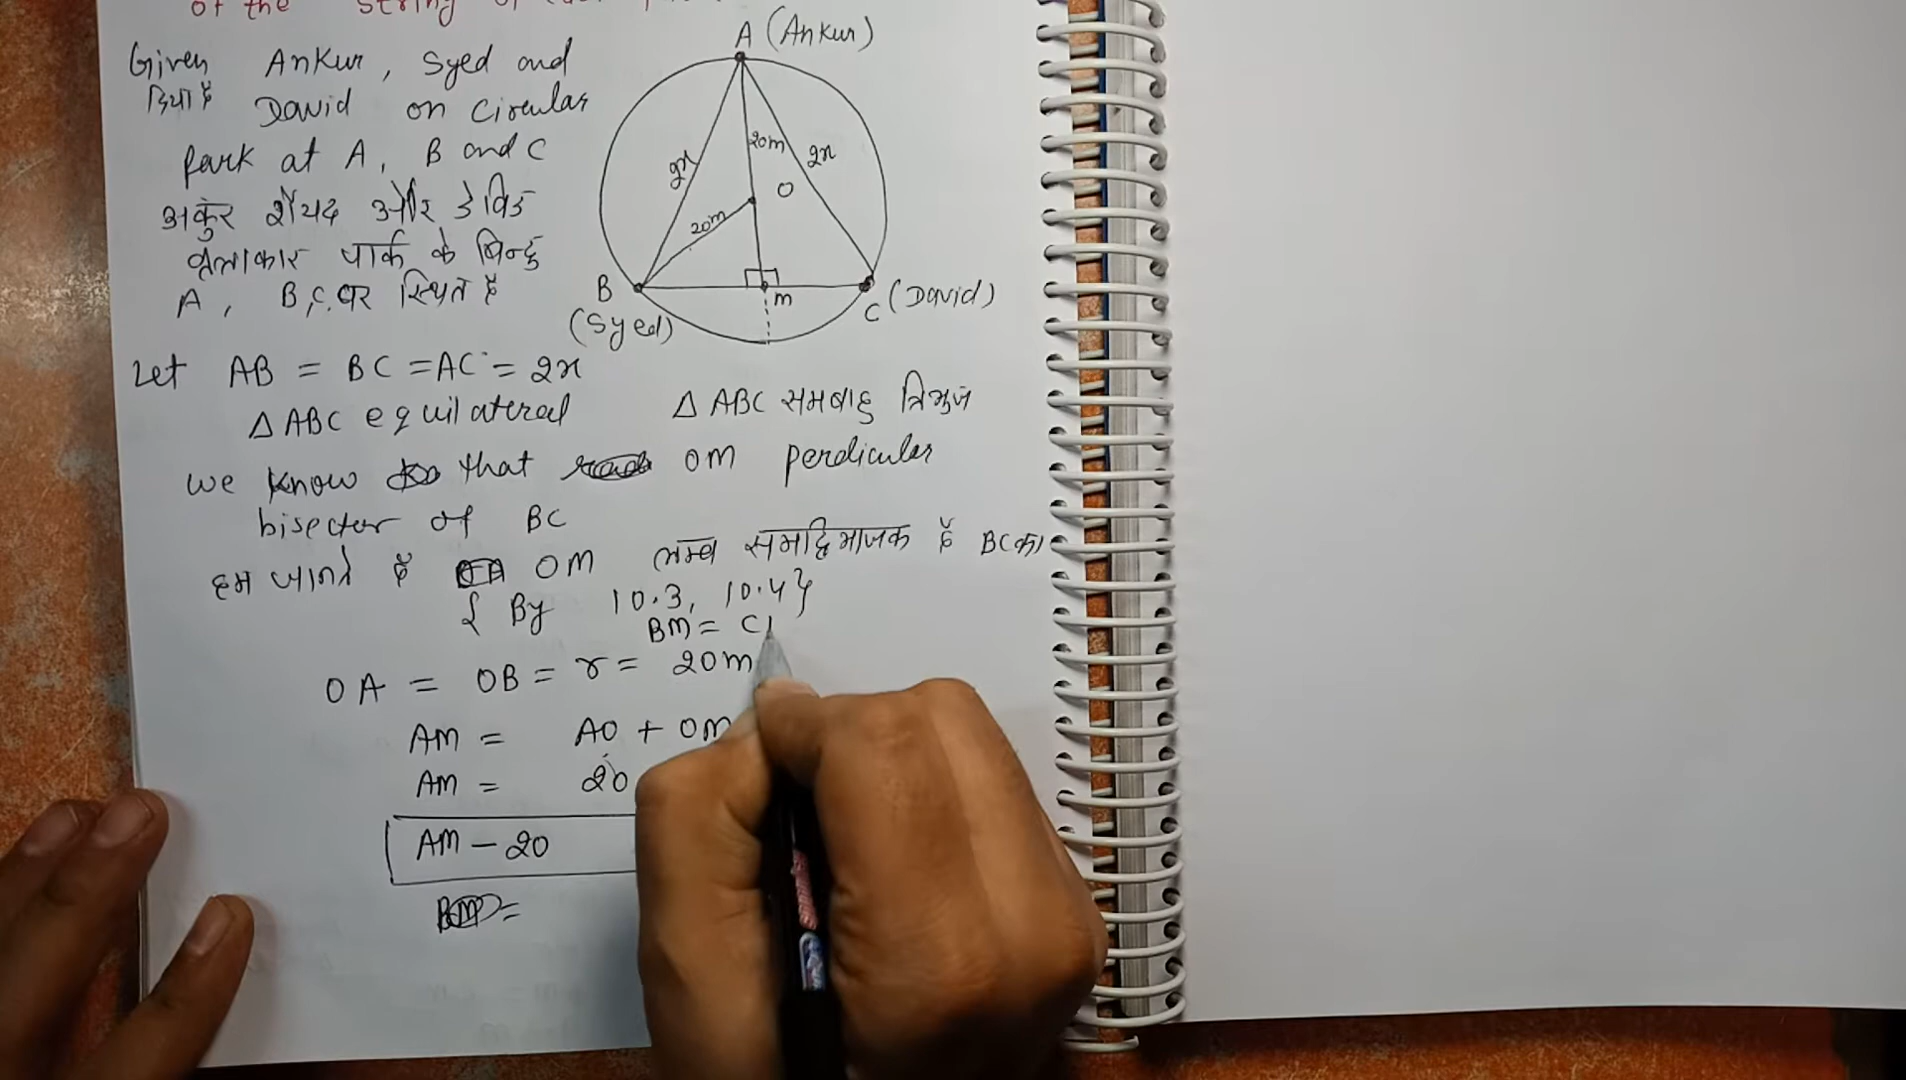 of the string of
Given Ankur, Syed and
दिया है David on Circular
Park at A, B and C
अकुंर शैयद और डेविड
वृत्ताकार पार्क के बिन्दु
A, B, C, पर स्थित है
A (Ankur)
20m
2x
2x
O
20m
B
m
C (David)
(Syed)
Let AB = BC = AC = 2x
△ ABC equilateral
△ ABC समबाहु त्रिभुज
we know that OM perdicular
bisector of BC
हम जानते हैं OM लम्ब समद्विभाजक है BC का
{ By 10.3, 10.4}
BM = C
OA = OB = r = 20m
AM = AO + OM
AM = 20
AM - 20
=